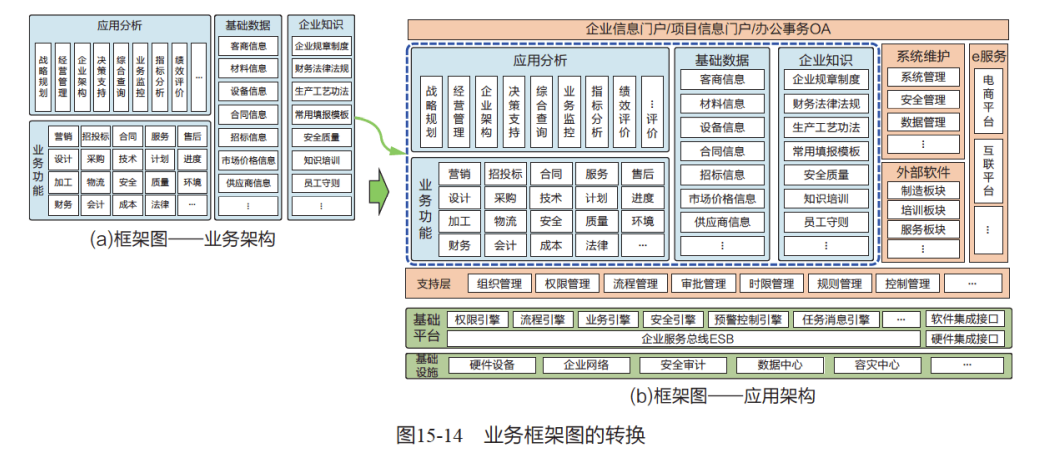 应用分析
战略规划
经营管理
企业架构
决策支持
综合查询
业务监控
指标分析
绩效评价
…
业务功能
营销 招投标 合同 服务 售后
设计 采购 技术 计划 进度
加工 物流 安全 质量 环境
财务 会计 成本 法律 …
基础数据
客商信息
材料信息
设备信息
合同信息
招标信息
市场价格信息
供应商信息
⋮
企业知识
企业规章制度
财务法律法规
生产工艺功法
常用填报模板
安全质量
知识培训
员工守则
⋮
(a)框架图——业务架构
企业信息门户/项目信息门户/办公事务OA
应用分析
战略规划
经营管理
企业架构
决策支持
综合查询
业务监控
指标分析
绩效评价
⋮评价
业务功能
营销 招投标 合同 服务 售后
设计 采购 技术 计划 进度
加工 物流 安全 质量 环境
财务 会计 成本 法律 …
基础数据
客商信息
材料信息
设备信息
合同信息
招标信息
市场价格信息
供应商信息
⋮
企业知识
企业规章制度
财务法律法规
生产工艺功法
常用填报模板
安全质量
知识培训
员工守则
⋮
系统维护
系统管理
安全管理
数据管理
⋮
外部软件
制造板块
培训板块
服务板块
⋮
e服务
电商平台
互联平台
⋮
支持层 组织管理 权限管理 流程管理 审批管理 时限管理 规则管理 控制管理 …
基础平台
权限引擎 流程引擎 业务引擎 安全引擎 预警控制引擎 任务消息引擎 … 软件集成接口
企业服务总线ESB 硬件集成接口
基础设施
硬件设备 企业网络 安全审计 数据中心 容灾中心 …
(b)框架图——应用架构
图15-14 业务框架图的转换